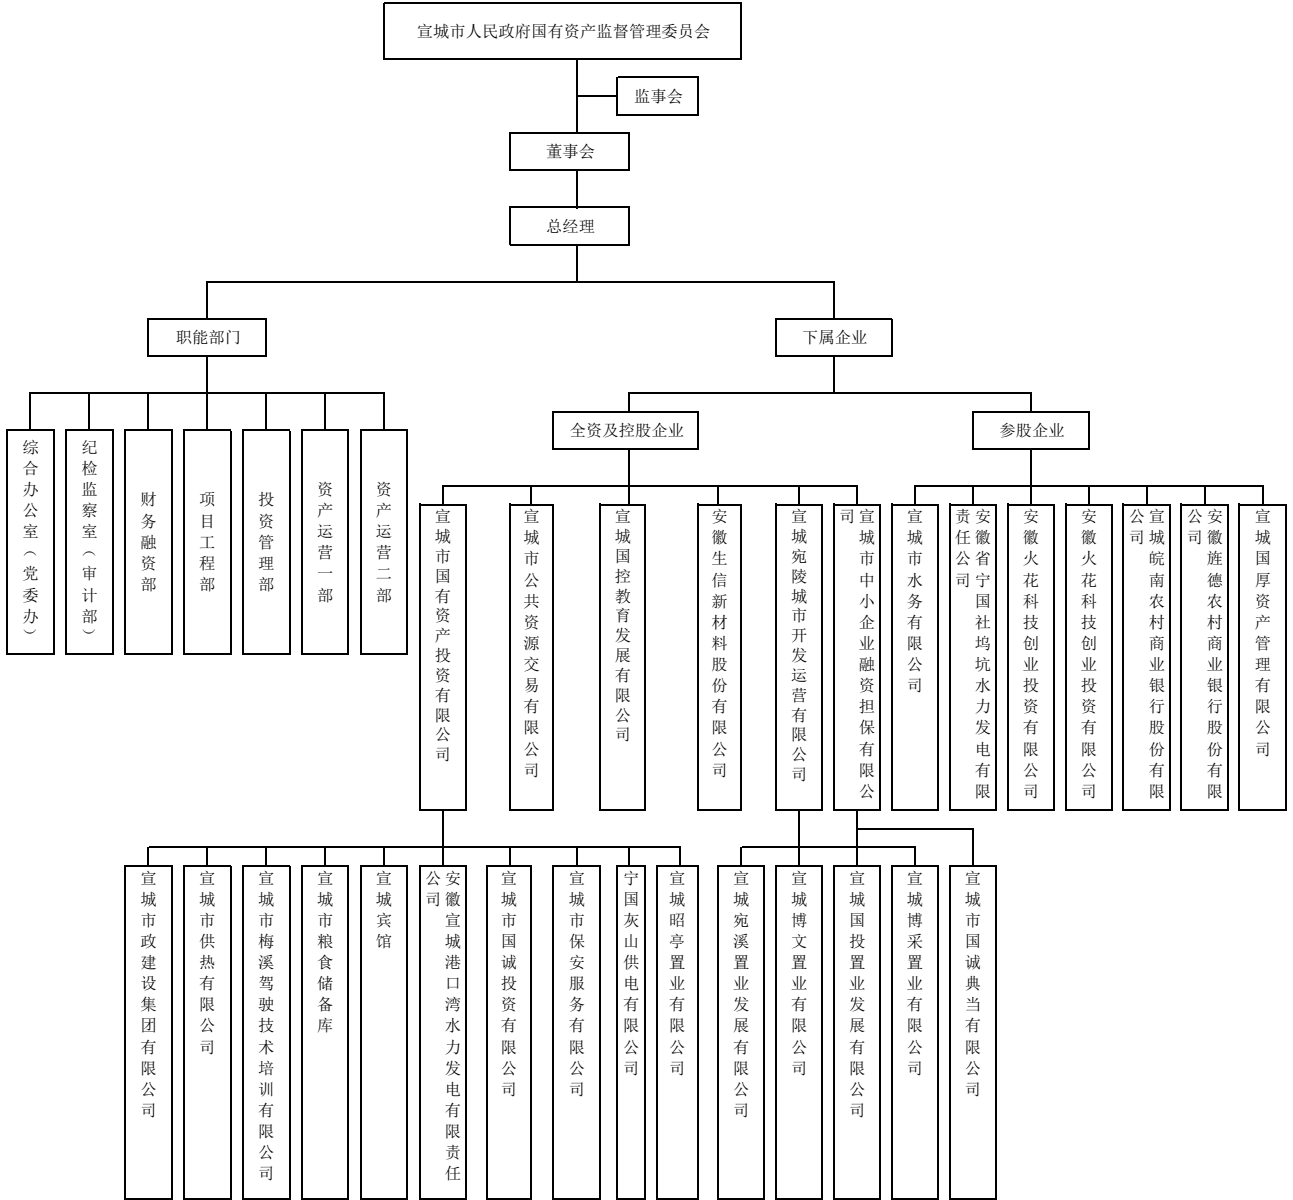 宣城市人民政府国有资产监督管理委员会
监事会
董事会
总经理
职能部门
下属企业
全资及控股企业
参股企业
综合办公室（党委办）
纪检监察室（审计部）
财务融资部
项目工程部
投资管理部
资产运营一部
资产运营二部
宣城市国有资产投资有限公司
宣城市公共资源交易有限公司
宣城国控教育发展有限公司
安徽生信新材料股份有限公司
宣城宛陵城市开发运营有限公司
宣城市中小企业融资担保有限公
司
宣城市水务有限公司
安徽省宁国社坞坑水力发电有限
责任公司
安徽火花科技创业投资有限公司
安徽火花科技创业投资有限公司
宣城皖南农村商业银行股份有限
公司
安徽旌德农村商业银行股份有限
公司
宣城国厚资产管理有限公司
宣城市政建设集团有限公司
宣城市供热有限公司
宣城市梅溪驾驶技术培训有限公司
宣城市粮食储备库
宣城宾馆
安徽宣城港口湾水力发电有限责任
公司
宣城市国诚投资有限公司
宣城市保安服务有限公司
宁国灰山供电有限公司
宣城昭亭置业有限公司
宣城宛溪置业发展有限公司
宣城博文置业有限公司
宣城国投置业发展有限公司
宣城博采置业有限公司
宣城市国诚典当有限公司